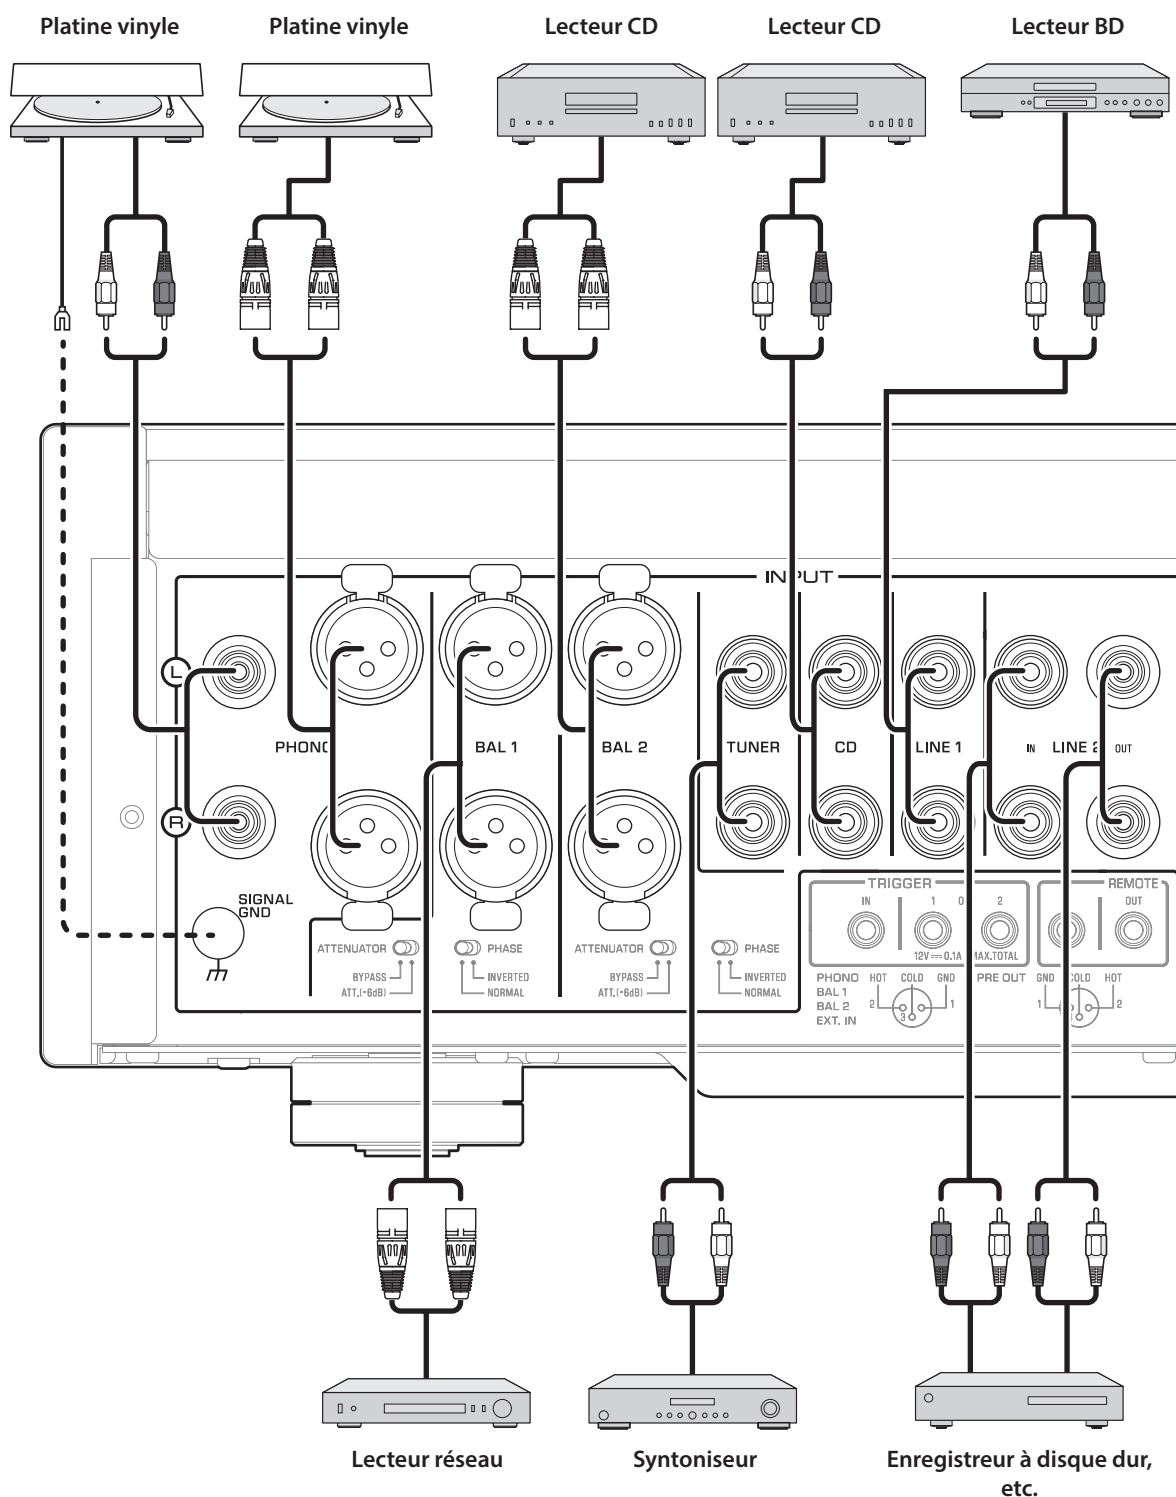 Platine vinyle
Platine vinyle
Lecteur CD
Lecteur CD
Lecteur BD
INPUT
L
PHONO
BAL 1
BAL 2
TUNER
CD
LINE 1
IN
LINE 2
OUT
R
SIGNAL
GND
ATTENUATOR
BYPASS
ATT.(-6dB)
PHASE
INVERTED
NORMAL
ATTENUATOR
BYPASS
ATT.(-6dB)
PHASE
INVERTED
NORMAL
TRIGGER
IN
1
2
12V 0.1A MAX.TOTAL
REMOTE
OUT
PHONO
BAL 1
BAL 2
EXT. IN
HOT
COLD
GND
2
3
1
PRE OUT
GND
COLD
HOT
1
2
Lecteur réseau
Syntoniseur
Enregistreur à disque dur,
etc.